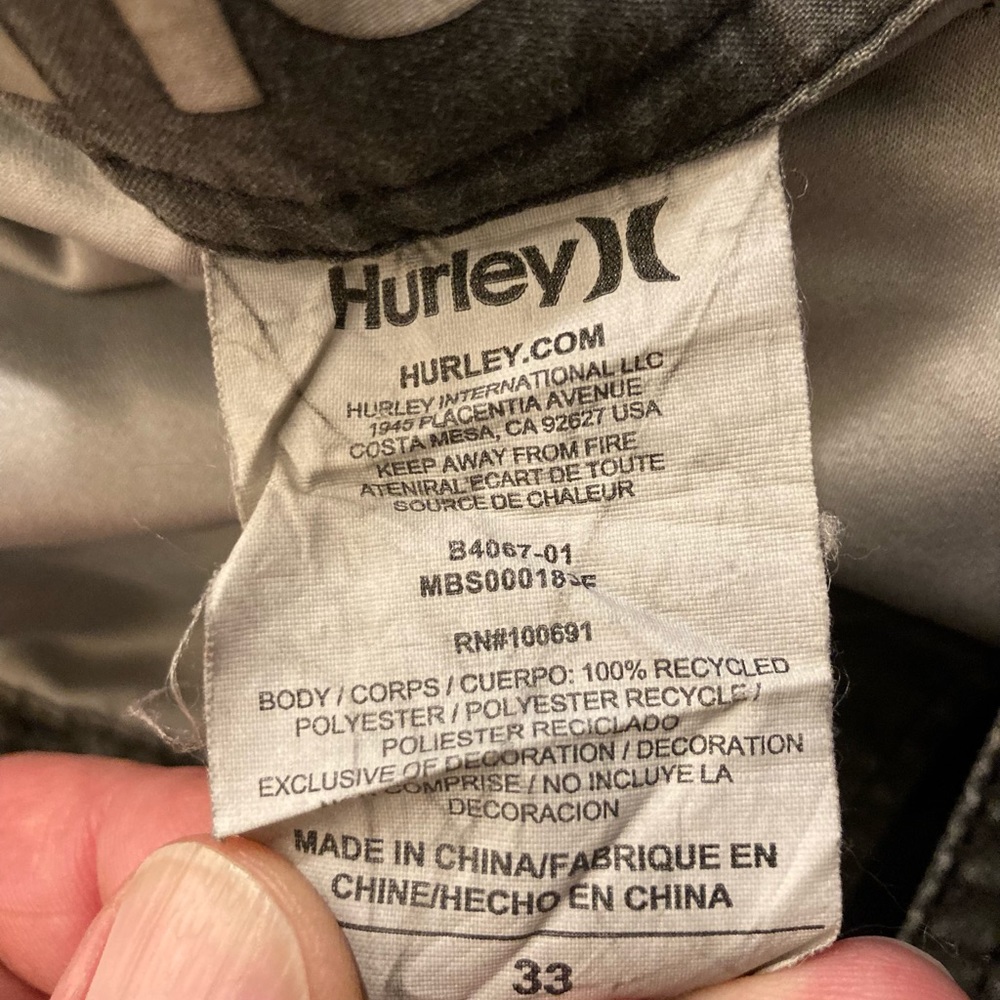 Hurley
HURLEY.COM
HURLEY INTERNATIONAL LLC
1945 PLACENTIA AVENUE
COSTA MESA, CA 92627 USA
KEEP AWAY FROM FIRE
ATENIRAL'ECART DE TOUTE
SOURCE DE CHALEUR
B4067-01
RN#100691
BODY / CORPS / CUERPO: 100% RECYCLED
POLYESTER / POLYESTER RECYCLE /
POLIESTER RECICLADO
EXCLUSIVE OF DECORATION / DECORATION
COMPRISE / NO INCLUYE LA
DECORACION
MADE IN CHINA/FABRIQUE EN
CHINE/HECHO EN CHINA
33